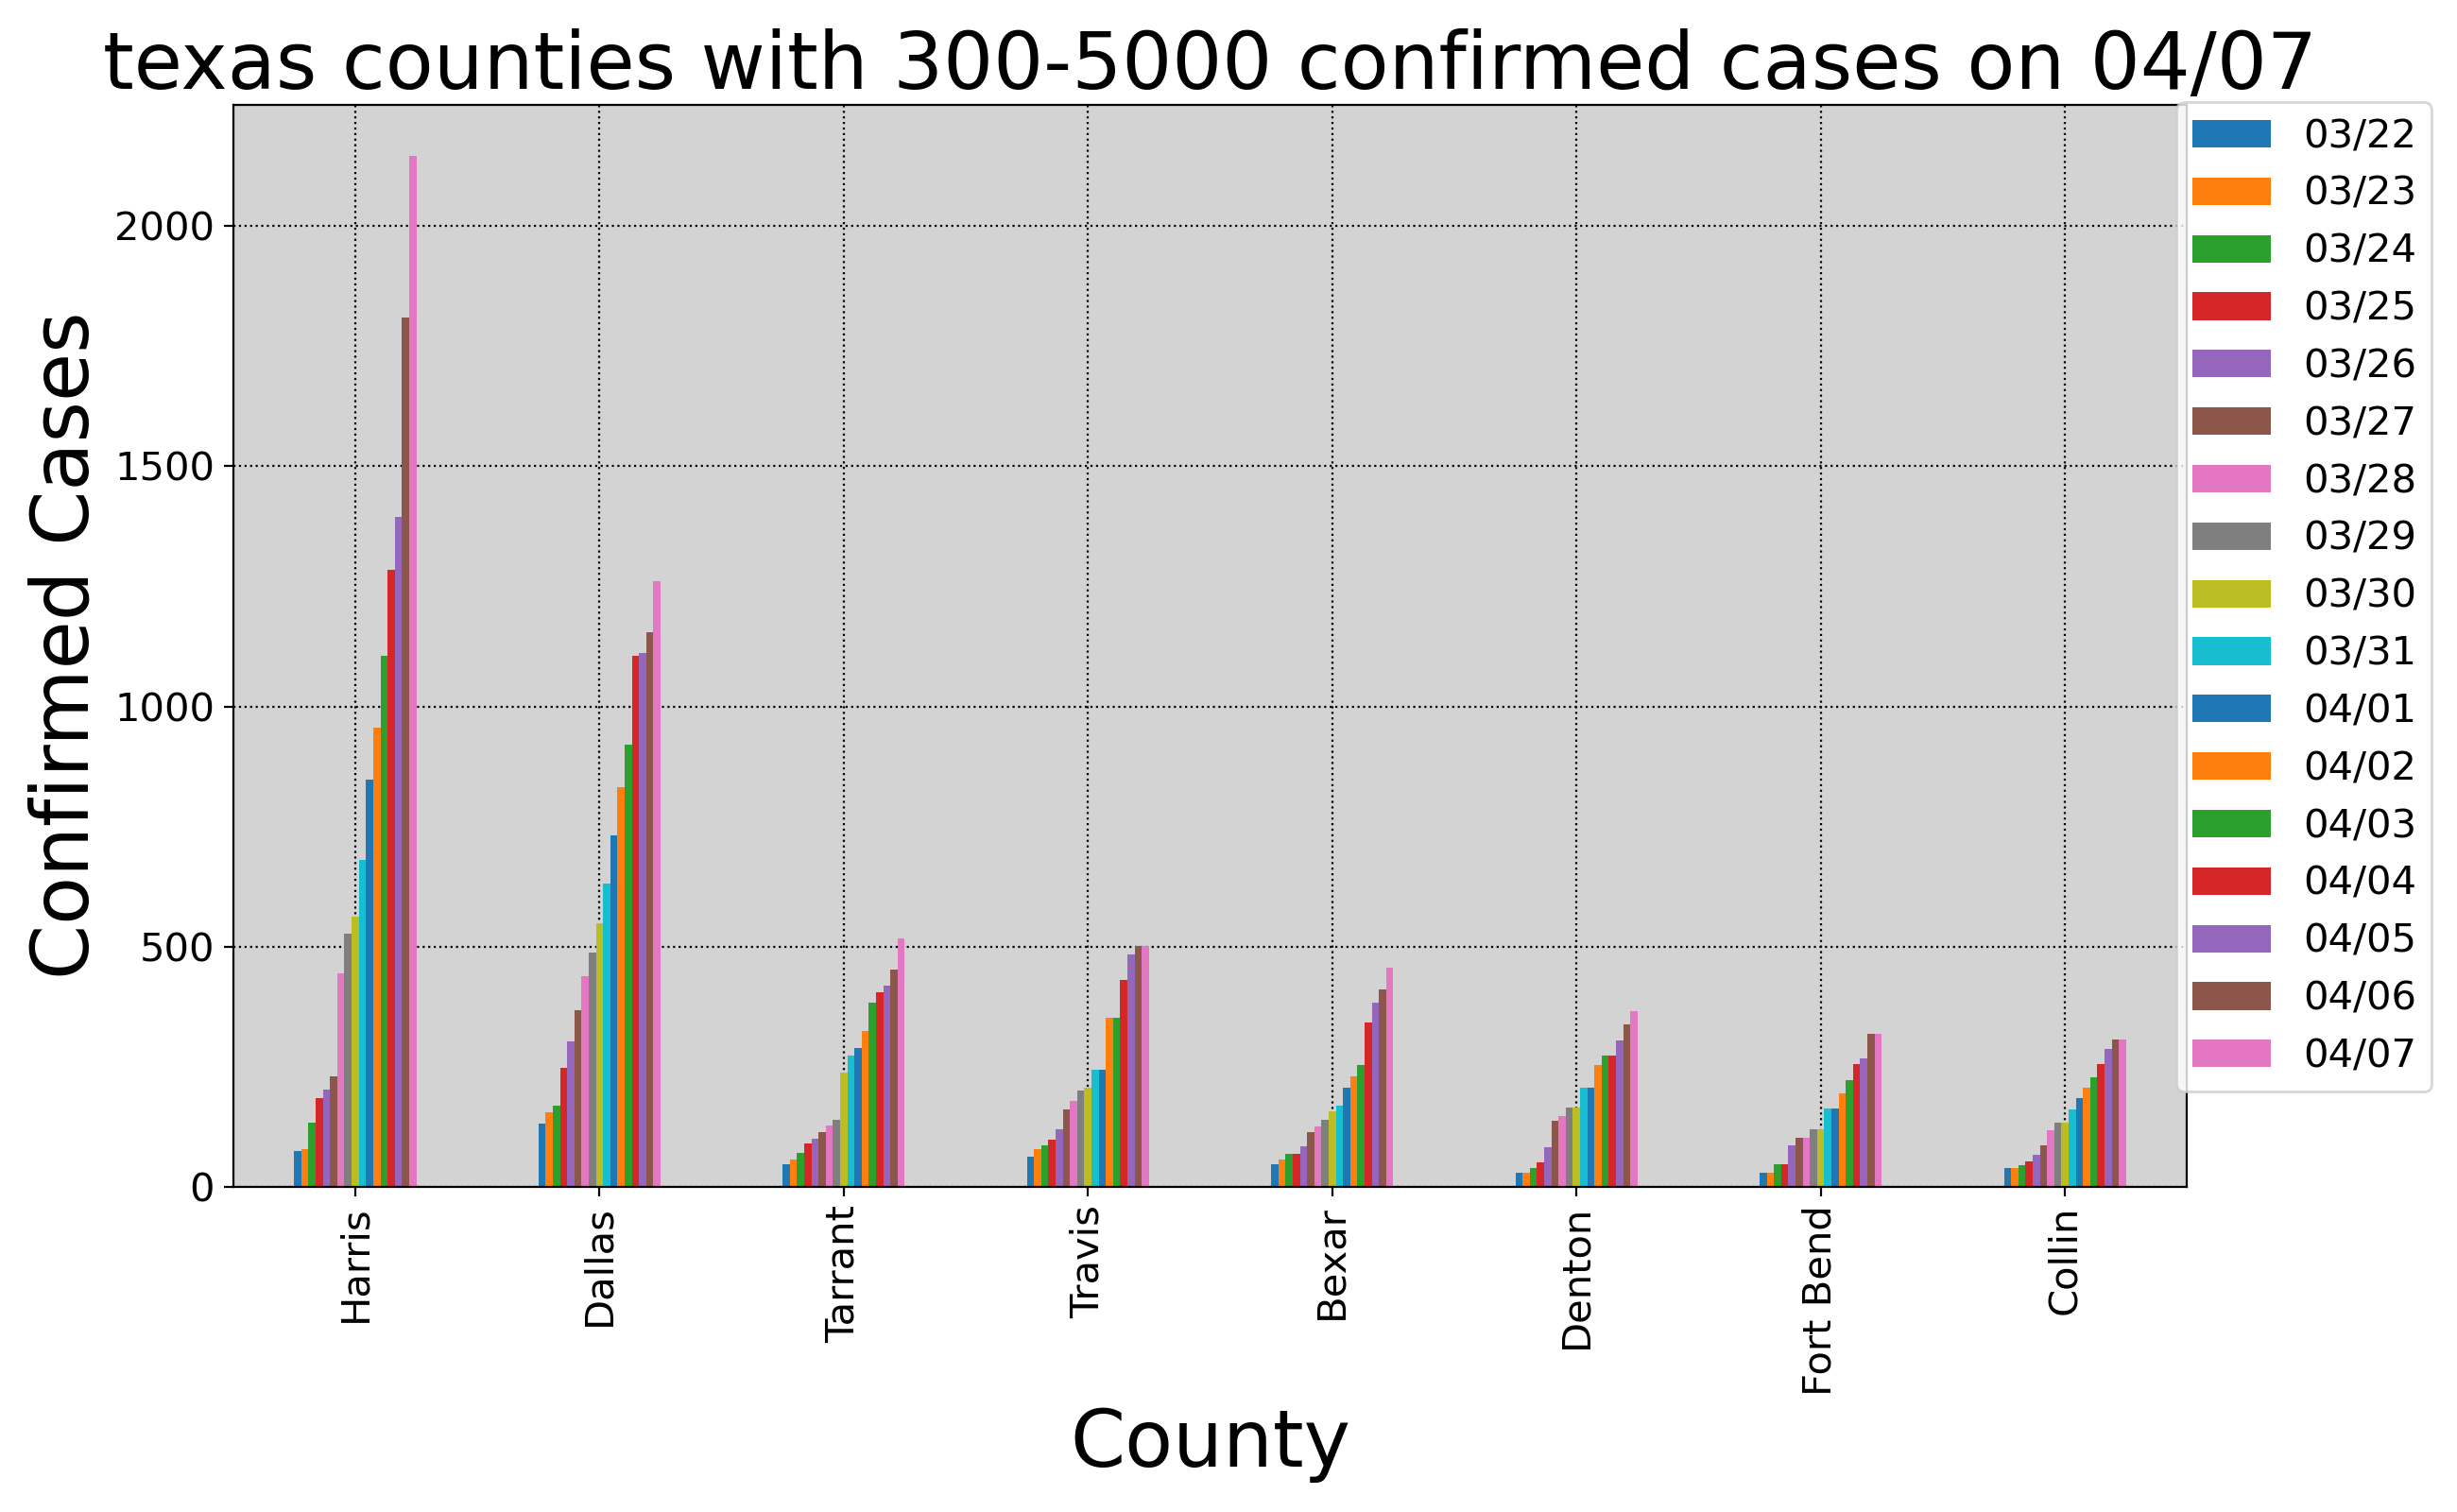 texas counties with 300-5000 confirmed cases on 04/07
Confirmed Cases
2000
1500
1000
500
0
Harris
Dallas
Tarrant
Travis
Bexar
Denton
Fort Bend
Collin
County
03/22
03/23
03/24
03/25
03/26
03/27
03/28
03/29
03/30
03/31
04/01
04/02
04/03
04/04
04/05
04/06
04/07